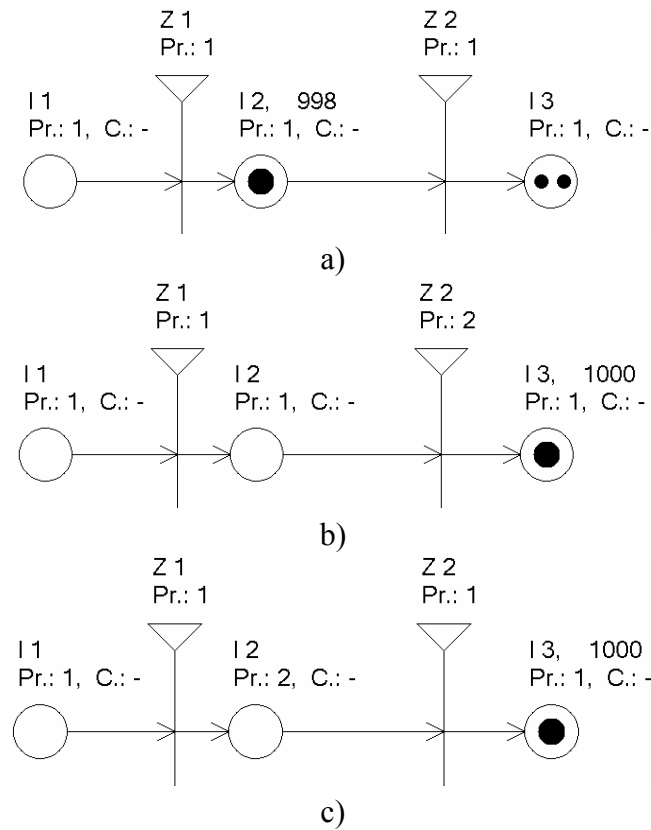 Z 1
Pr.: 1
Z 2
Pr.: 1
I 1
Pr.: 1, C.: -
I 2, 998
Pr.: 1, C.: -
I 3
Pr.: 1, C.: -
a)
Z 1
Pr.: 1
Z 2
Pr.: 2
I 1
Pr.: 1, C.: -
I 2
Pr.: 1, C.: -
I 3, 1000
Pr.: 1, C.: -
b)
Z 1
Pr.: 1
Z 2
Pr.: 1
I 1
Pr.: 1, C.: -
I 2
Pr.: 2, C.: -
I 3, 1000
Pr.: 1, C.: -
c)